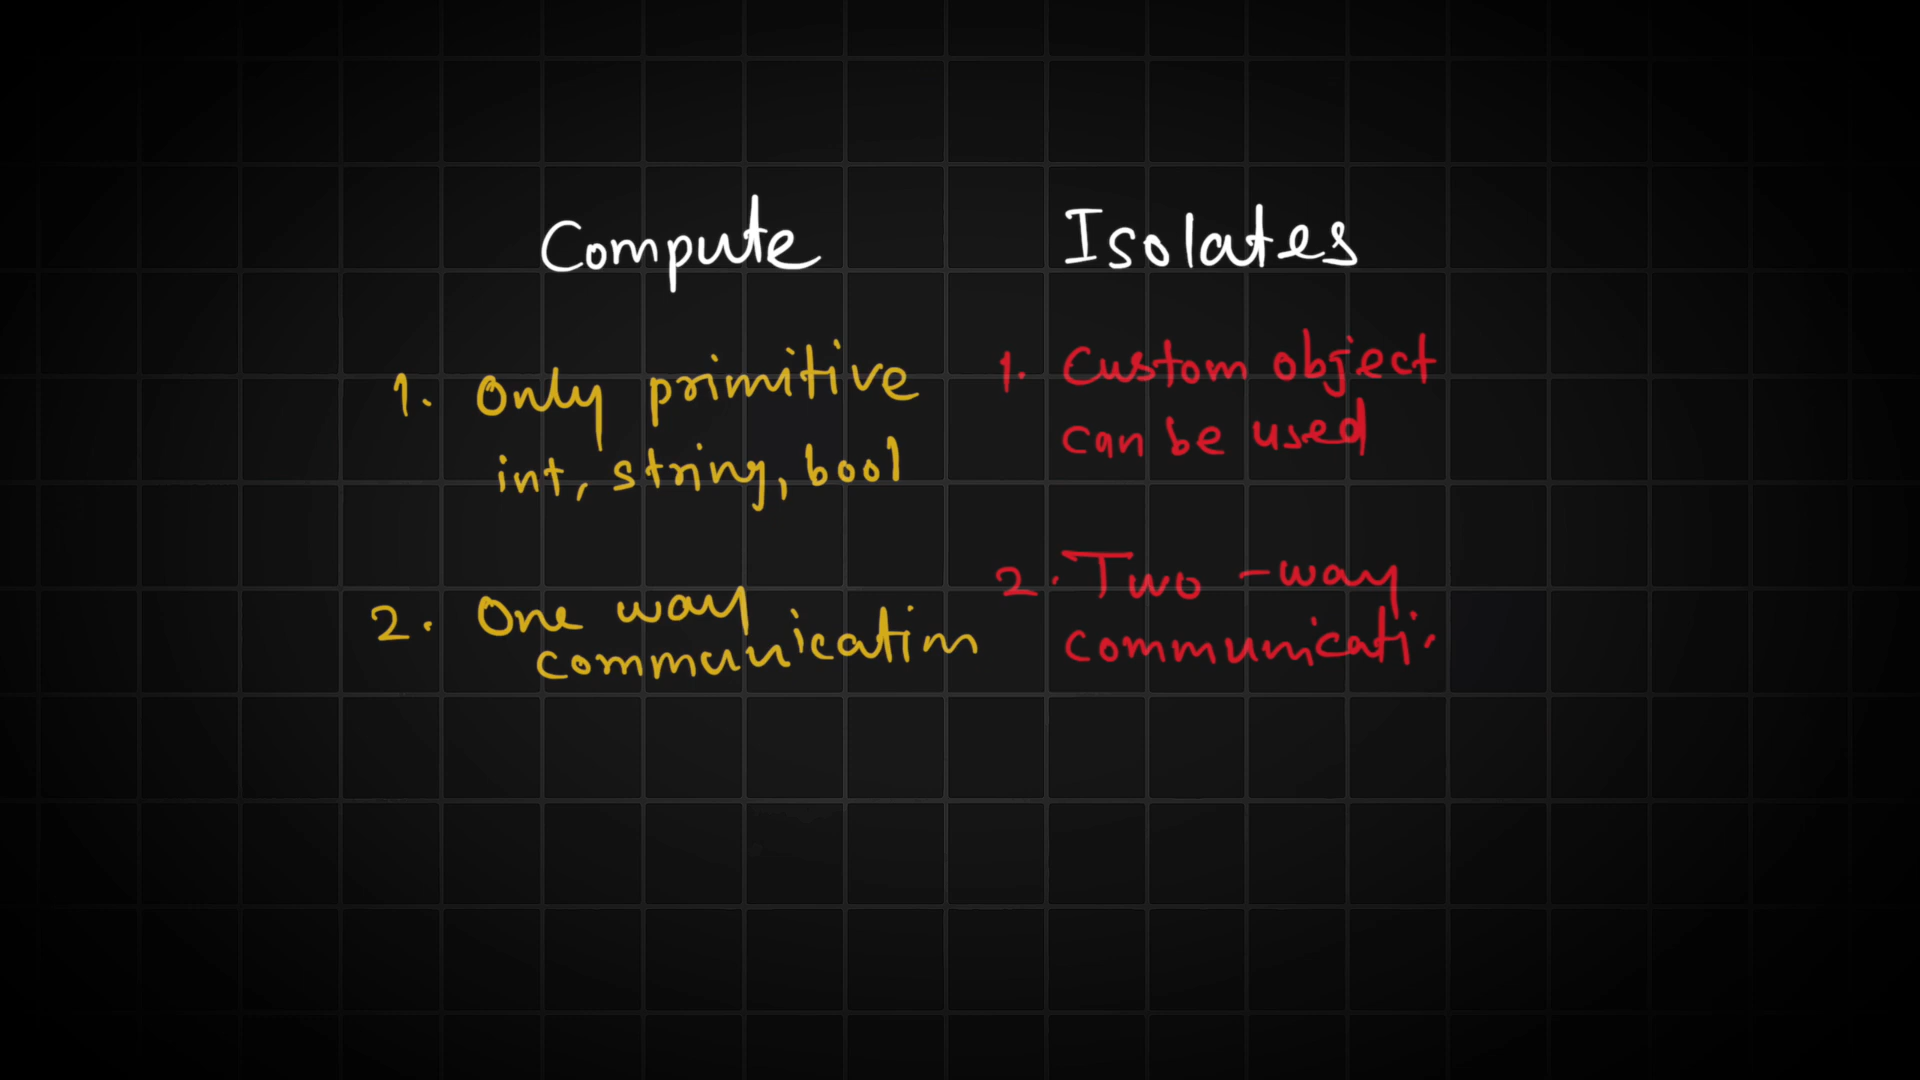 Compute
1. Only primitive
int, string, bool
2. One way
communication
Isolates
1. Custom object
can be used
2. Two-way
communicati